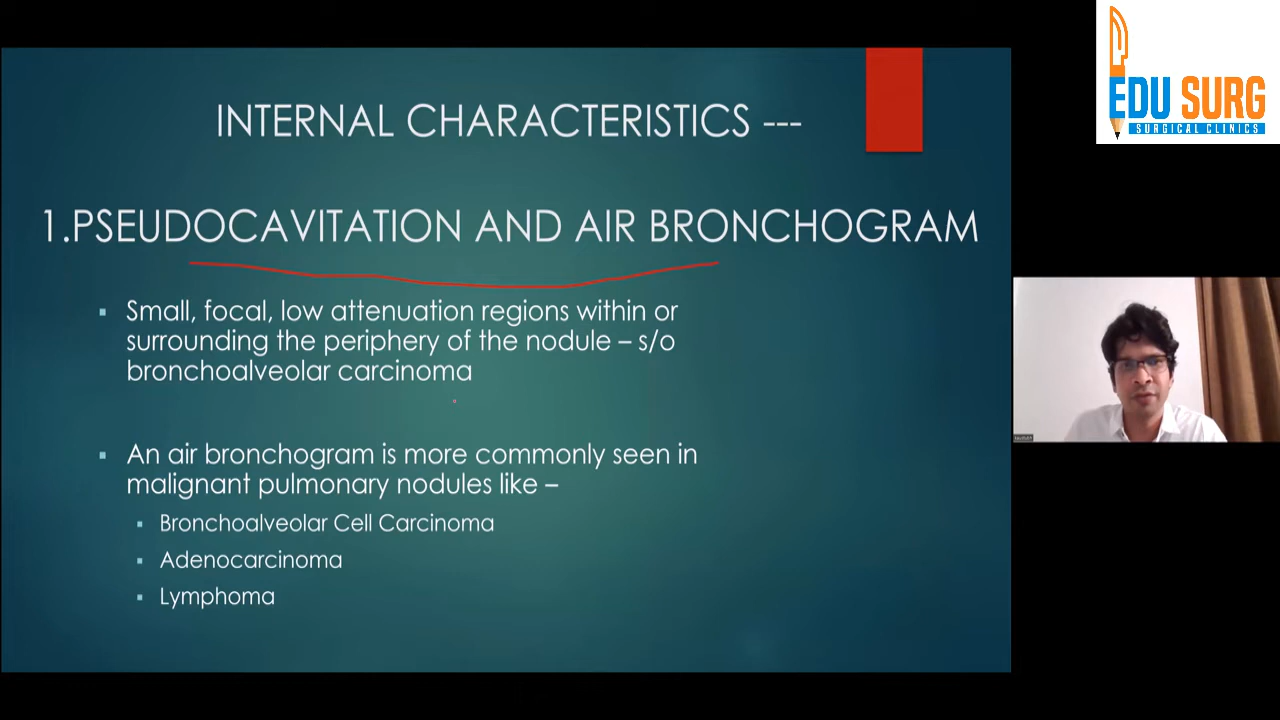 INTERNAL CHARACTERISTICS ---
1.PSEUDOCAVITATION AND AIR BRONCHOGRAM
▪ Small, focal, low attenuation regions within or
surrounding the periphery of the nodule – s/o
bronchoalveolar carcinoma
▪ An air bronchogram is more commonly seen in
malignant pulmonary nodules like –
▪ Bronchoalveolar Cell Carcinoma
▪ Adenocarcinoma
▪ Lymphoma
EDU SURG
SURGICAL CLINICS